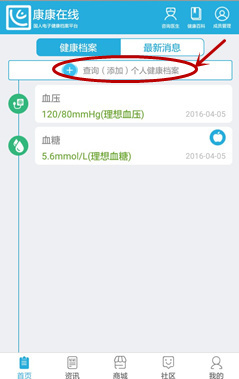 康康在线
国人电子健康档案平台
咨询医生 健康百科 成员管理
健康档案 最新消息
查询（添加）个人健康档案
血压
120/80mmHg(理想血压) 2016-04-05
血糖
5.6mmol/L(理想血糖) 2016-04-05
首页 资讯 商城 社区 我的